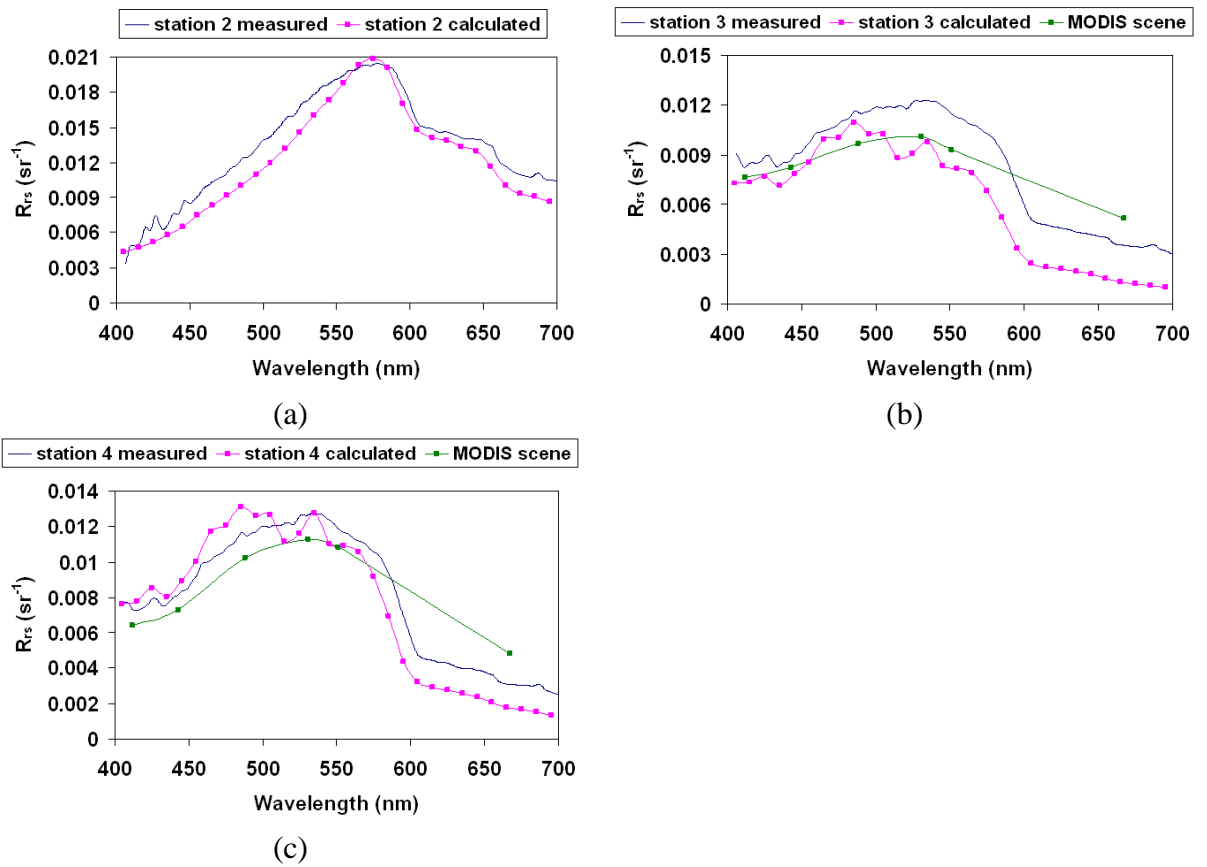 station 2 measured station 2 calculated
0.021
0.018
0.015
0.012
0.009
0.006
0.003
0
Rrs (sr-1)
400 450 500 550 600 650 700
Wavelength (nm)
(a)
station 3 measured station 3 calculated MODIS scene
0.015
0.012
0.009
0.006
0.003
0
Rrs (sr-1)
400 450 500 550 600 650 700
Wavelength (nm)
(b)
station 4 measured station 4 calculated MODIS scene
0.014
0.012
0.01
0.008
0.006
0.004
0.002
0
Rrs (sr-1)
400 450 500 550 600 650 700
Wavelength (nm)
(c)